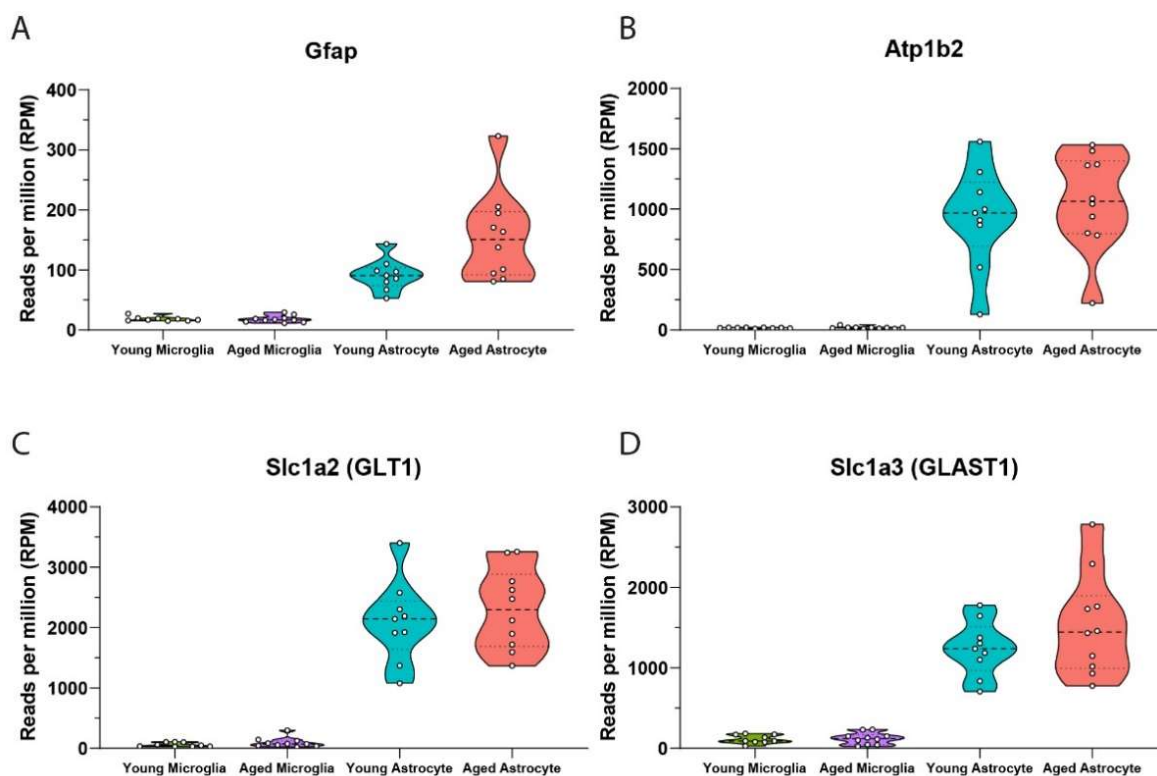 A
Gfap
Reads per million (RPM)
400
300
200
100
0
Young Microglia Aged Microglia Young Astrocyte Aged Astrocyte
B
Atp1b2
Reads per million (RPM)
2000
1500
1000
500
0
Young Microglia Aged Microglia Young Astrocyte Aged Astrocyte
C
Slc1a2 (GLT1)
Reads per million (RPM)
4000
3000
2000
1000
0
Young Microglia Aged Microglia Young Astrocyte Aged Astrocyte
D
Slc1a3 (GLAST1)
Reads per million (RPM)
3000
2000
1000
0
Young Microglia Aged Microglia Young Astrocyte Aged Astrocyte